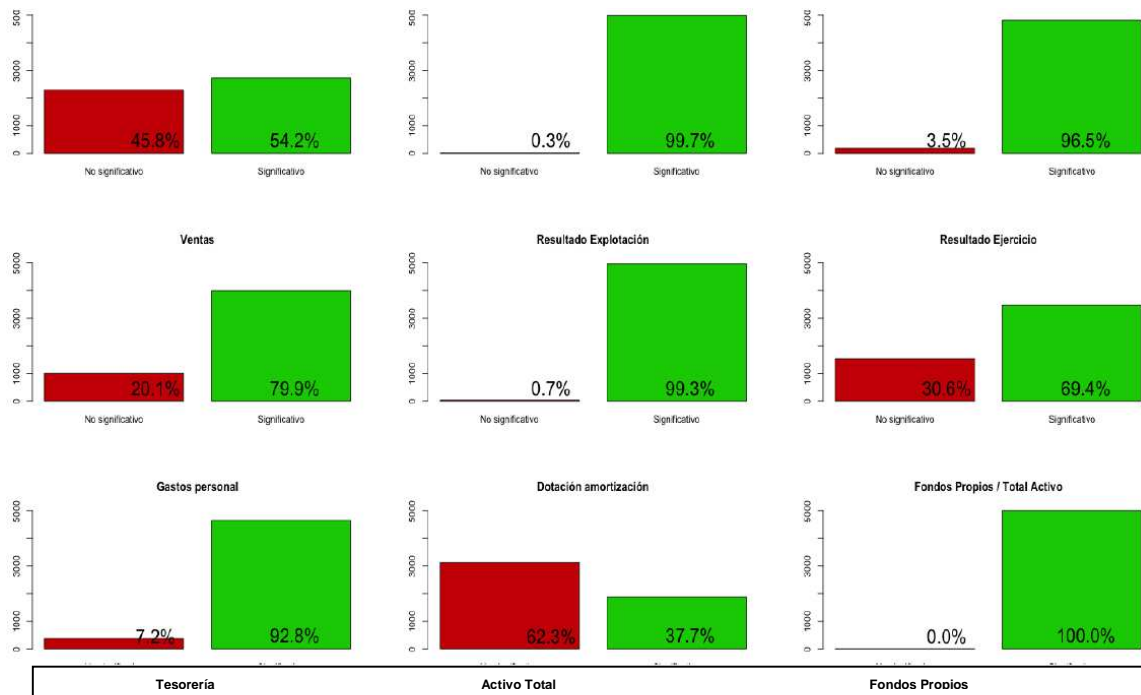 500 500 500
3000 3000 3000
1000 1000 1000
0 0 0
45.8% 54.2% 0.3% 99.7% 3.5% 96.5%
No significativo Significativo No significativo Significativo No significativo Significativo
Ventas Resultado Explotación Resultado Ejercicio
5000 5000 5000
3000 3000 3000
1000 1000 1000
0 0 0
20.1% 79.9% 0.7% 99.3% 30.6% 69.4%
No significativo Significativo No significativo Significativo No significativo Significativo
Gastos personal Dotación amortización Fondos Propios / Total Activo
5000 5000 5000
3000 3000 3000
1000 1000 1000
0 0 0
7.2% 92.8% 62.3% 37.7% 0.0% 100.0%
Tesorería Activo Total Fondos Propios